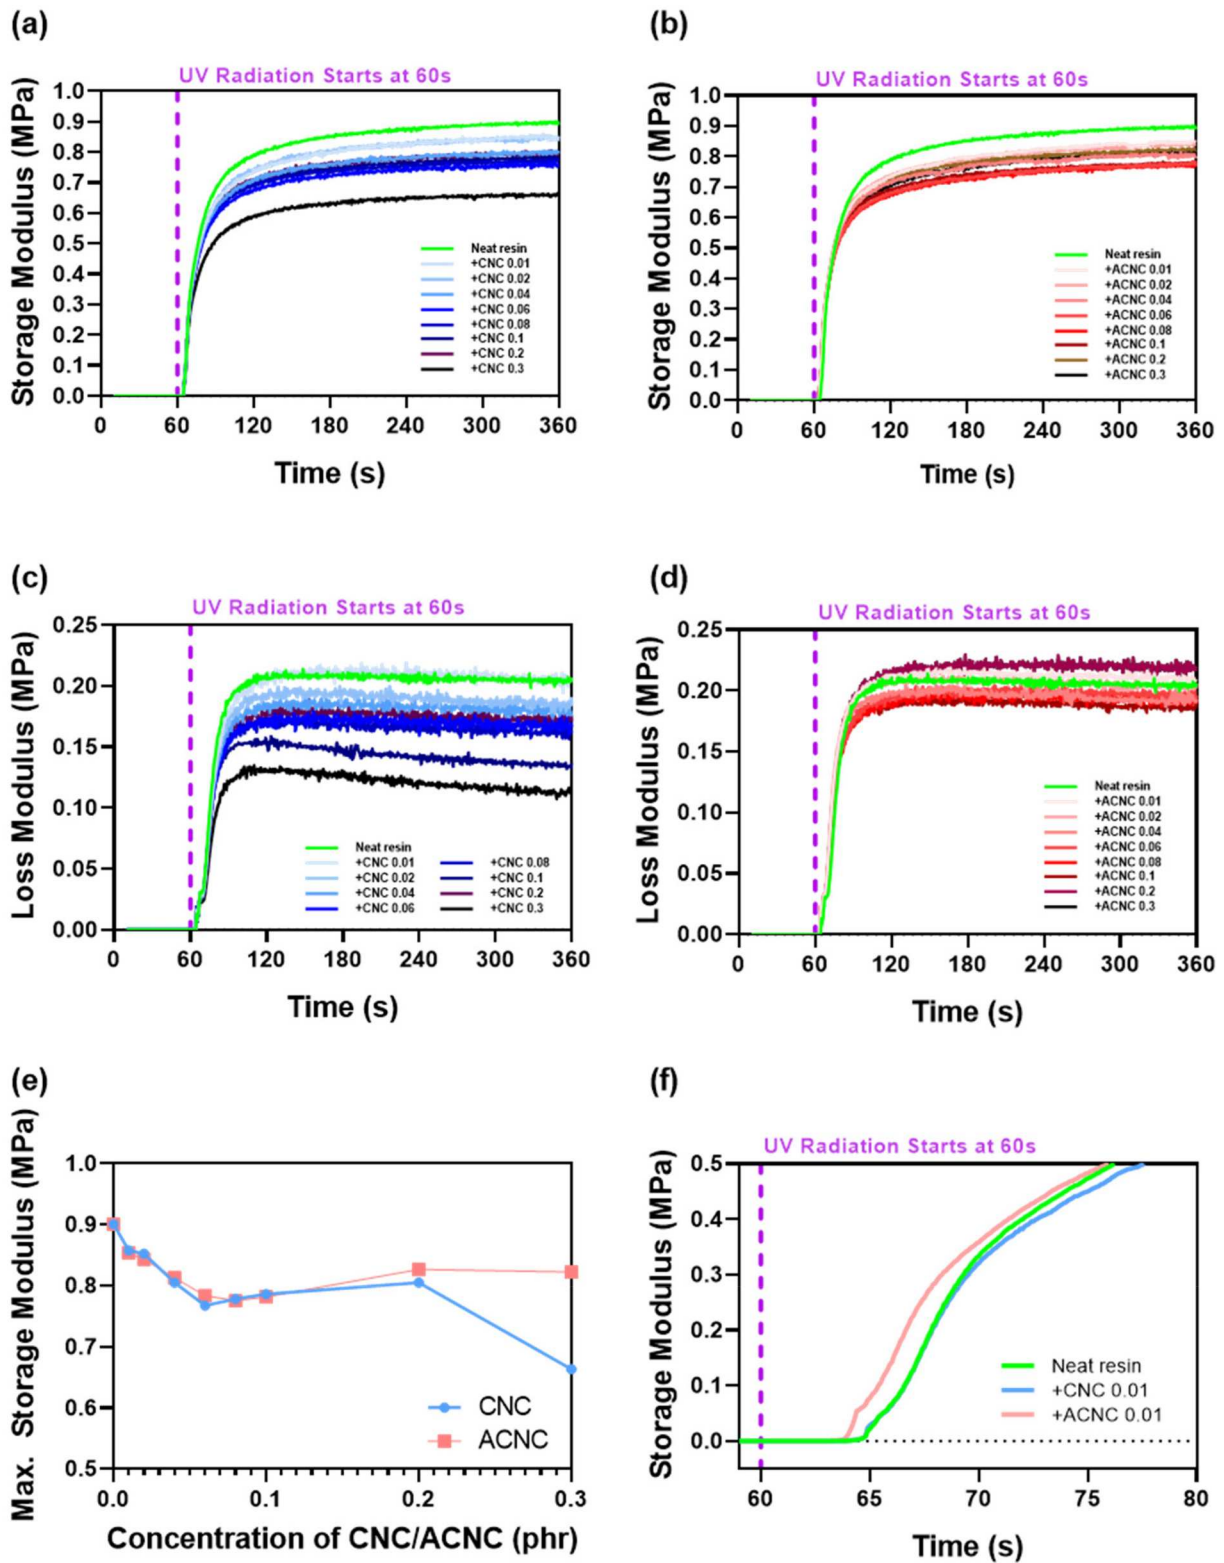 (a)
UV Radiation Starts at 60s
Storage Modulus (MPa)
1.0
0.9
0.8
0.7
0.6
0.5
0.4
0.3
0.2
0.1
0.0
Neat resin
+CNC 0.01
+CNC 0.02
+CNC 0.04
+CNC 0.06
+CNC 0.08
+CNC 0.1
+CNC 0.2
+CNC 0.3
0 60 120 180 240 300 360
Time (s)
(b)
UV Radiation Starts at 60s
Storage Modulus (MPa)
1.0
0.9
0.8
0.7
0.6
0.5
0.4
0.3
0.2
0.1
0.0
Neat resin
+ACNC 0.01
+ACNC 0.02
+ACNC 0.04
+ACNC 0.06
+ACNC 0.08
+ACNC 0.1
+ACNC 0.2
+ACNC 0.3
0 60 120 180 240 300 360
Time (s)
(c)
UV Radiation Starts at 60s
Loss Modulus (MPa)
0.25
0.20
0.15
0.10
0.05
0.00
Neat resin
+CNC 0.01
+CNC 0.02
+CNC 0.04
+CNC 0.06
+CNC 0.08
+CNC 0.1
+CNC 0.2
+CNC 0.3
0 60 120 180 240 300 360
Time (s)
(d)
UV Radiation Starts at 60s
Loss Modulus (MPa)
0.25
0.20
0.15
0.10
0.05
0.00
Neat resin
+ACNC 0.01
+ACNC 0.02
+ACNC 0.04
+ACNC 0.06
+ACNC 0.08
+ACNC 0.1
+ACNC 0.2
+ACNC 0.3
0 60 120 180 240 300 360
Time (s)
(e)
Max. Storage Modulus (MPa)
1.0
0.9
0.8
0.7
0.6
0.5
CNC
ACNC
0.0 0.1 0.2 0.3
Concentration of CNC/ACNC (phr)
(f)
UV Radiation Starts at 60s
Storage Modulus (MPa)
0.5
0.4
0.3
0.2
0.1
0.0
Neat resin
+CNC 0.01
+ACNC 0.01
60 65 70 75 80
Time (s)